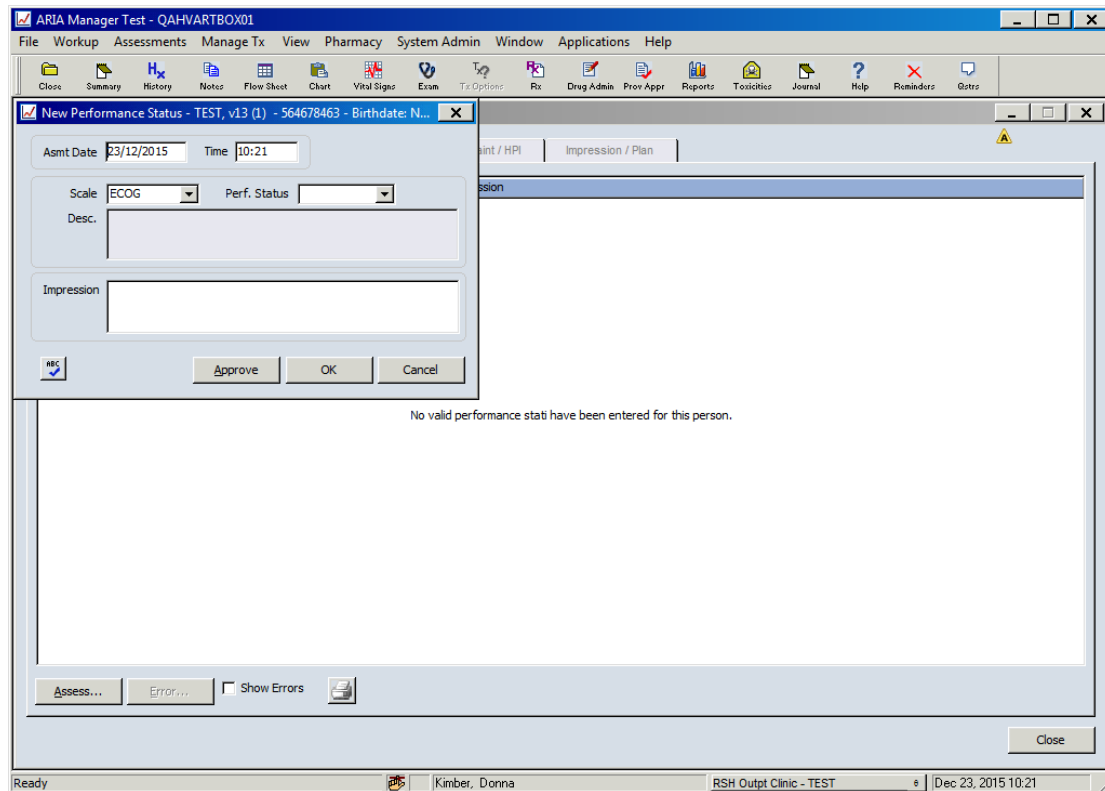 ARIA Manager Test - QAHVARTBOX01
File Workup Assessments Manage Tx View Pharmacy System Admin Window Applications Help
Close Summary History Notes Flow Sheet Chart Vital Signs Exam Tx Options Rx Drug Admin Prov Appr Reports Toxicities Journal Help Reminders Qstrs
New Performance Status - TEST, v13 (1) - 564678463 - Birthdate: N...
Asmt Date 23/12/2015 Time 10:21
aint / HPI Impression / Plan
Scale ECOG Perf. Status
ssion
Desc.
Impression
ABC
Approve OK Cancel
No valid performance stati have been entered for this person.
Assess... Error... Show Errors
Close
Ready Kimber, Donna RSH Outpt Clinic - TEST Dec 23, 2015 10:21